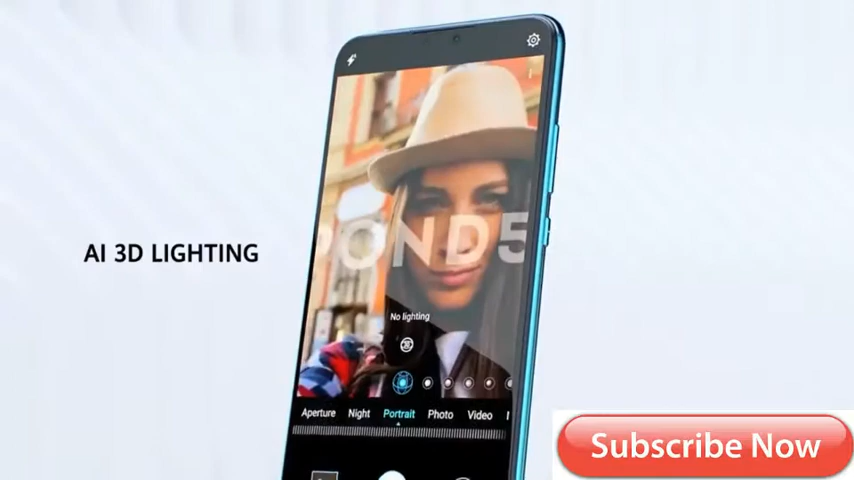 POND5
AI 3D LIGHTING
No lighting
Aperture Night Portrait Photo Video
Subscribe Now